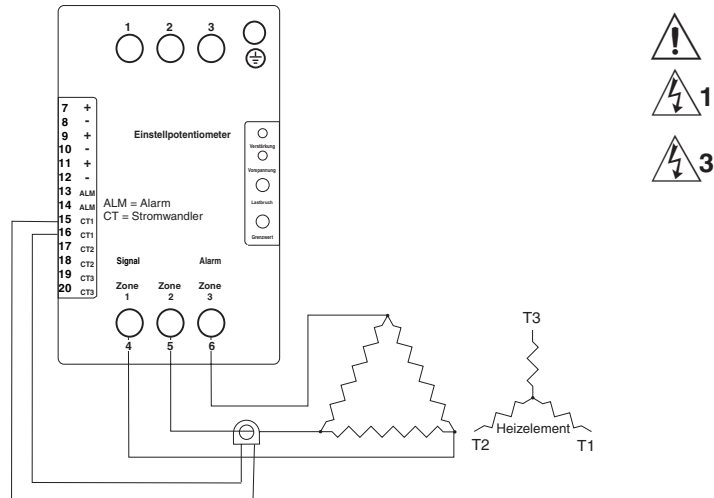 1 2 3
7 +
8 -
9 +
10 -
11 +
12 -
13 ALM
14 ALM
15 CT1
16 CT1
17 CT2
18 CT2
19 CT3
20 CT3
Einstellpotentiometer
Verstärkung
Vorspannung
Lastbruch
Grenzwert
ALM = Alarm
CT = Stromwandler
Signal Alarm
Zone Zone Zone
1 2 3
4 5 6
T3
Heizelement
T2 T1
1
3